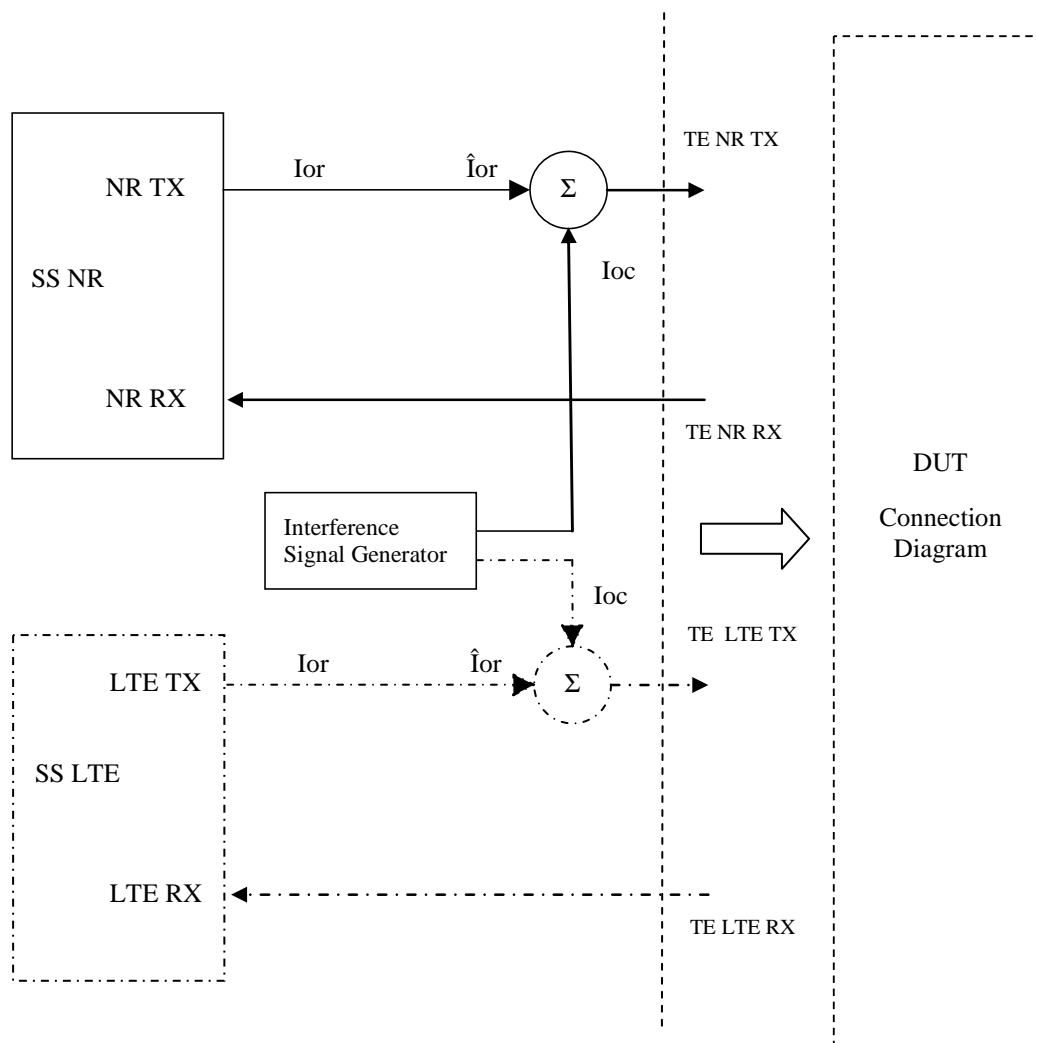 TE NR TX
Ior
Îor
NR TX
Σ
Ioc
SS NR
NR RX
TE NR RX
DUT
Connection
Diagram
Interference
Signal Generator
Ioc
TE LTE TX
Ior
Îor
LTE TX
Σ
SS LTE
LTE RX
TE LTE RX